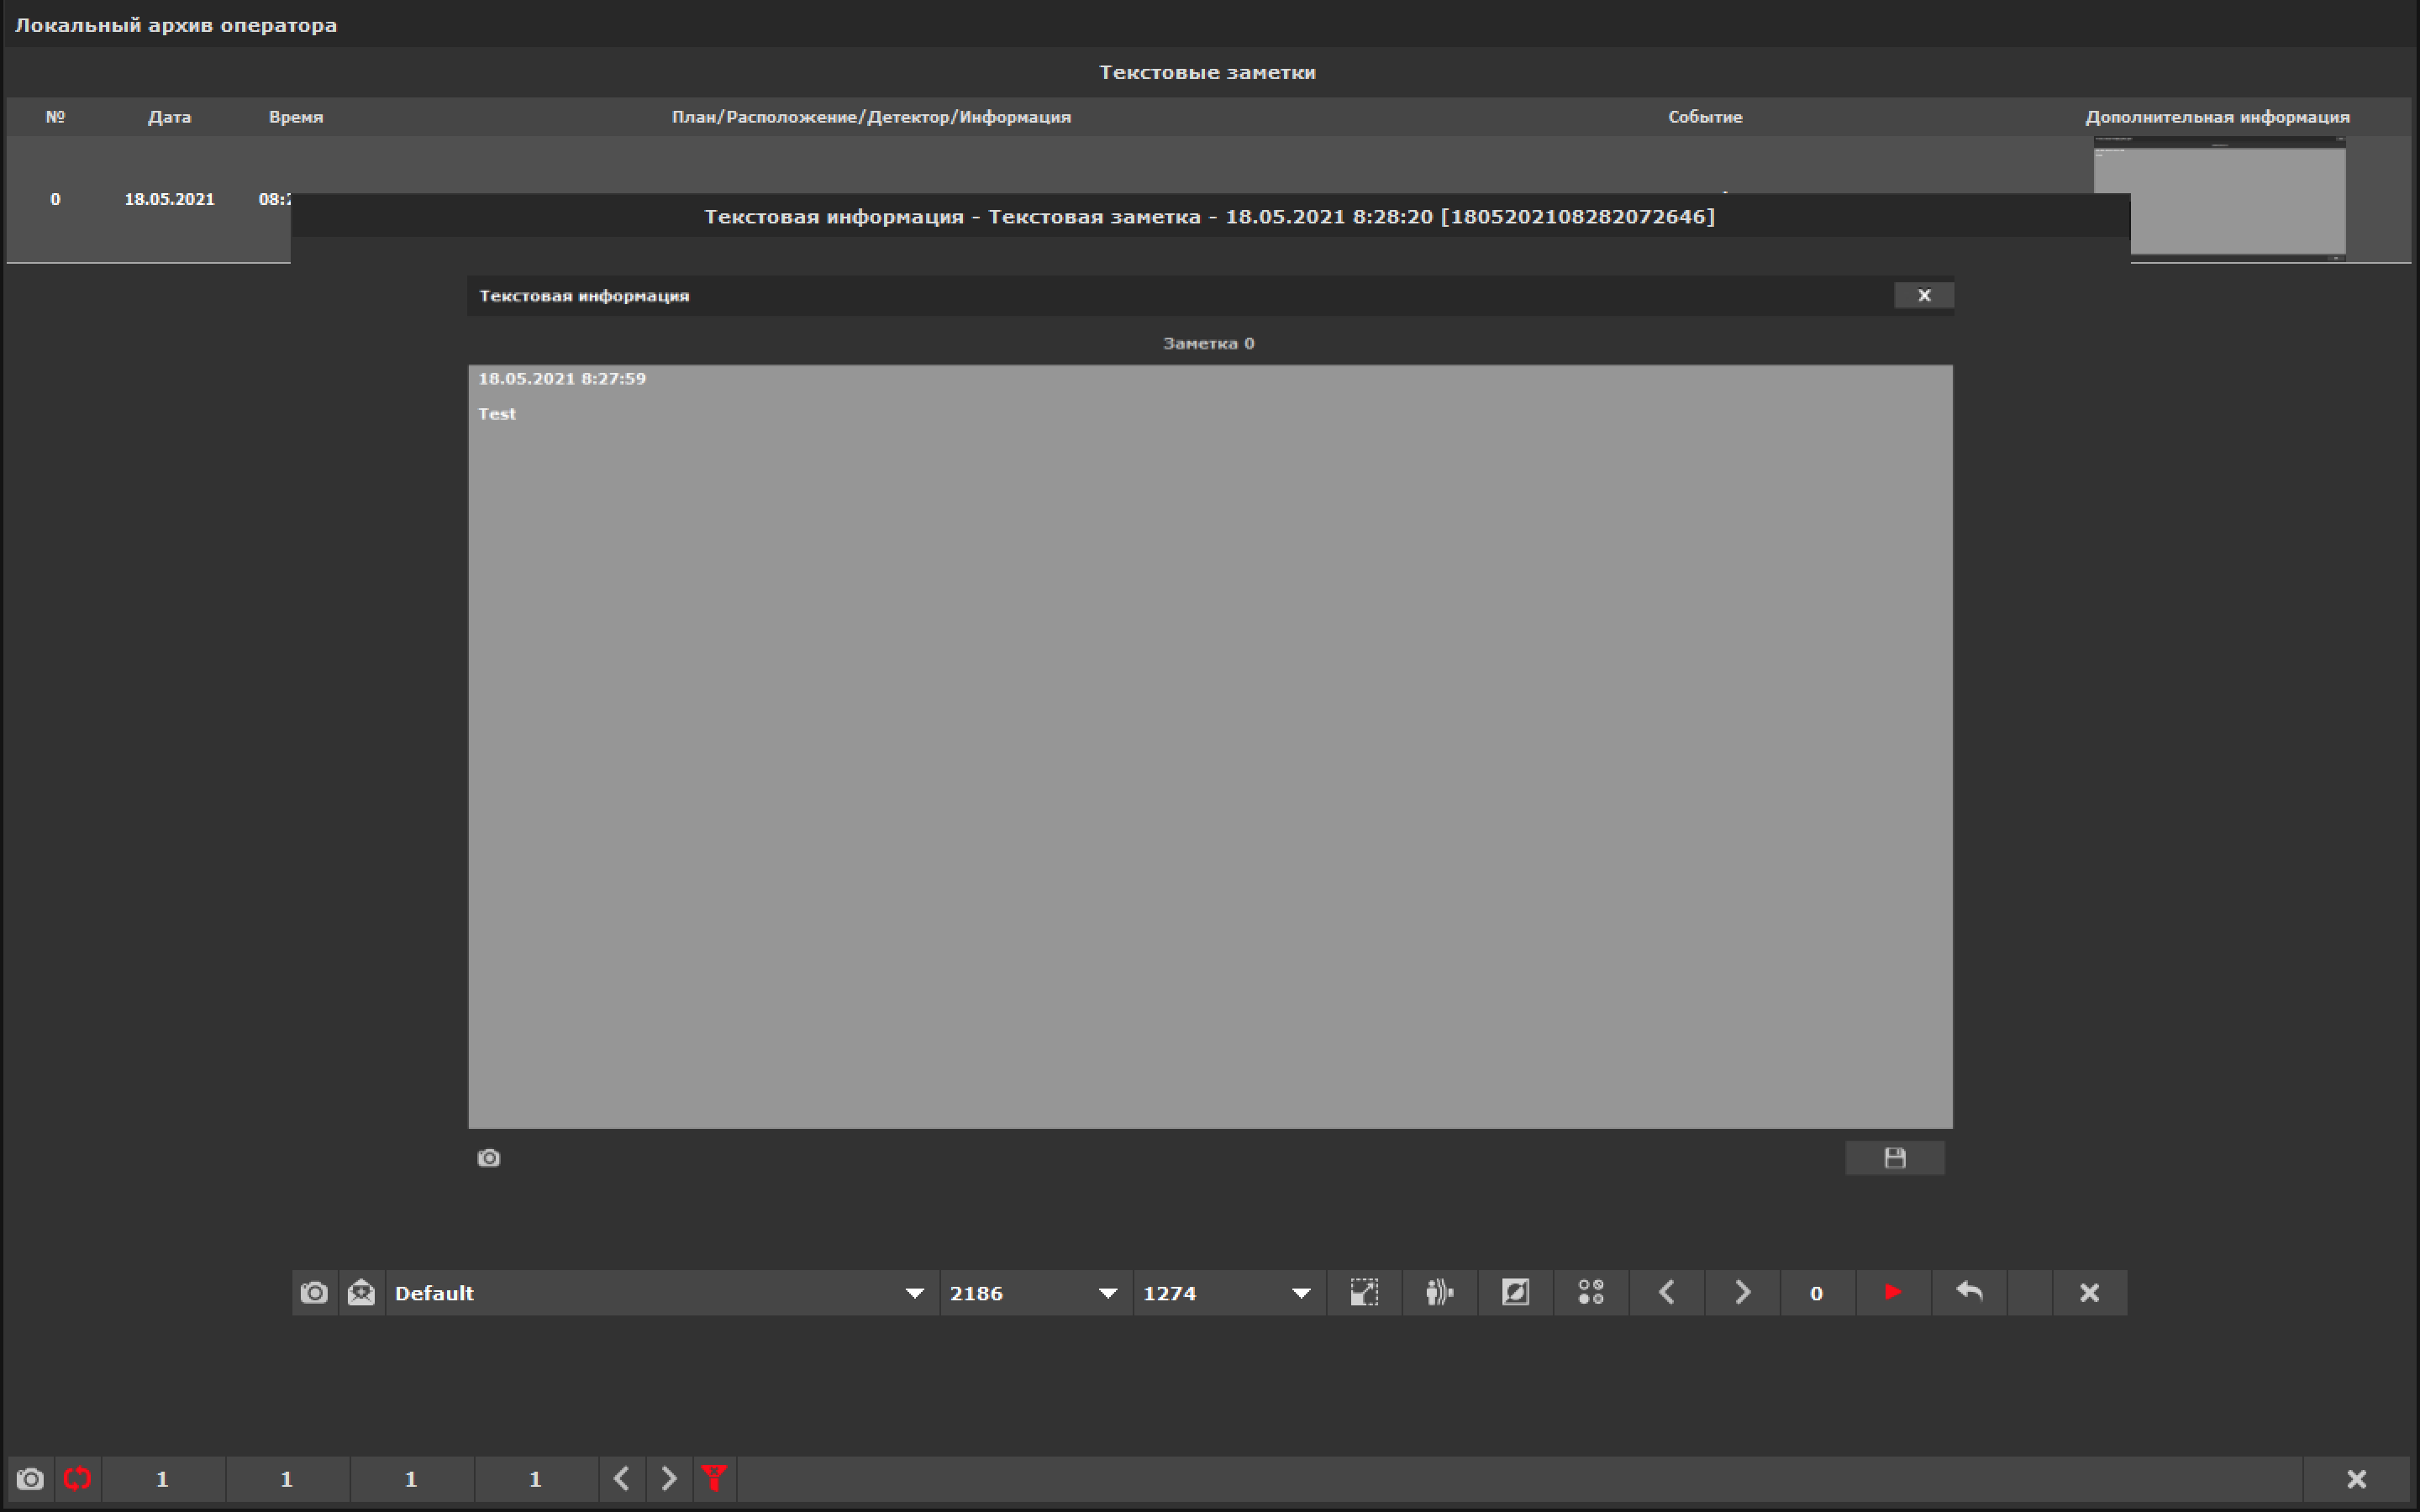 Локальный архив оператора
Текстовые заметки
№ Дата Время План/Расположение/Детектор/Информация Событие Дополнительная информация
0 18.05.2021
Текстовая информация - Текстовая заметка - 18.05.2021 8:28:20 [1805202108282072646]
Текстовая информация X
Заметка 0
18.05.2021 8:27:59
Test
Default 2186 1274 0
1 1 1 1